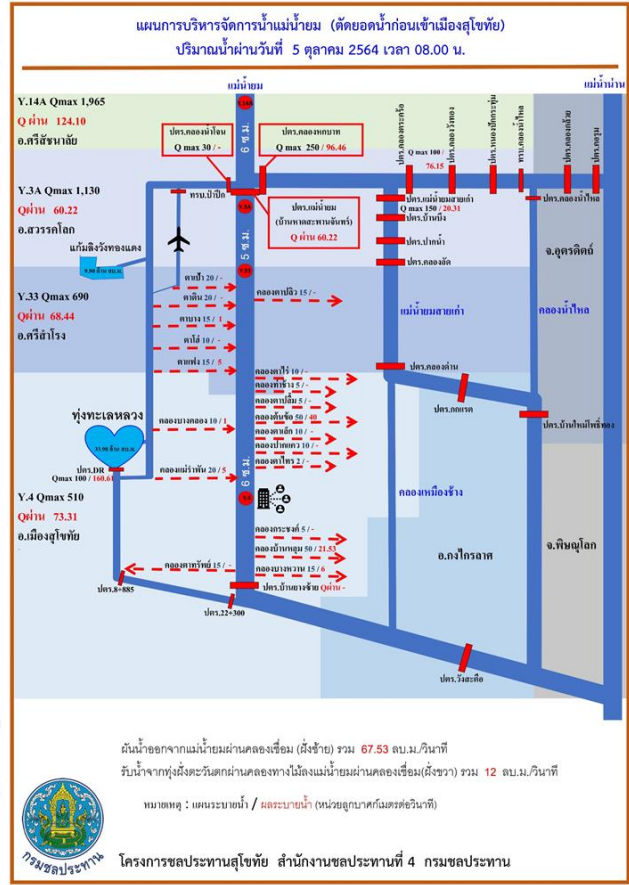 แผนการบริหารจัดการน้ำแม่น้ำยม (ตัดยอดน้ำก่อนเข้าเมืองสุโขทัย)
ปริมาณน้ำผ่านวันที่ 5 ตุลาคม 2564 เวลา 08.00 น.
แม่น้ำยม
แม่น้ำน่าน
Y.14A Qmax 1,965
Q ผ่าน 124.10
อ.ศรีสัชนาลัย
ปตร.คลองน้ำโจน
Q max 30 / -
6 ซ.ม.
ปตร.คลองหกบาท
Q max 250 / 96.46
ปตร.คลองกระคร้อ
Q max 100 /
76.15
ปตร.คลองวังทอง
ปตร.หนองปักกระทุ่ม
ทรบ.คลองน้ำไหล
ปตร.คลองกล้วย
ปตร.คอรุม
Y.3A Qmax 1,130
Qผ่าน 60.22
อ.สวรรคโลก
ทรบ.ป่าปีก
ปตร.แม่น้ำยม
(บ้านหาดสะพานจันทร์)
Q ผ่าน 60.22
ปตร.แม่น้ำยมสายเก่า
Q max 150 / 20.31
ปตร.บ้านบึง
ปตร.ปากน้ำ
ปตร.คลองลัด
ปตร.คลองน้ำไหล
จ.อุตรดิตถ์
แก้มลิงวังทองแดง
5 ซ.ม.
Y.33 Qmax 690
Qผ่าน 68.44
อ.ศรีสำโรง
ตาเป้า 20 / -
ตาดิน 20 / -
ตาบาง 15 / 1
ตาโส่ 10 / -
ตาแฟง 15 / 5
คลองตาปลิว 15 / -
แม่น้ำยมสายเก่า
คลองน้ำไหล
ปตร.คลองด่าน
คลองตาไร่ 10 / -
คลองท่าช้าง 5 / -
คลองตาปลื้ม 5 / -
คลองต้นข้อ 50 / 40
คลองตาเล้ก 10 / -
คลองปากแคว 10 / -
คลองตาไทร 2 / -
ปตร.กกแรต
ปตร.บ้านใหม่โพธิ์ทอง
ทุ่งทะเลหลวง
คลองบางคลอง 10 / 1
ปตร.DR
Qmax 100 / 160.61
คลองแม่รำพัน 20 / 5
6 ซ.ม.
คลองเหมืองช้าง
Y.4 Qmax 510
Qผ่าน 73.31
อ.เมืองสุโขทัย
คลองกระชงค์ 5 / -
คลองบ้านหลุม 50 / 21.53
คลองบางหวาน 15 / 6
คลองตาทรัพย์ 15 / -
ปตร.บ้านยางซ้าย Qผ่าน -
อ.กงไกรลาศ
จ.พิษณุโลก
ปตร.8+885
ปตร.22+300
ปตร.วังสะตือ
ผันน้ำออกจากแม่น้ำยมผ่านคลองเชื่อม (ฝั่งซ้าย) รวม 67.53 ลบ.ม./วินาที
รับน้ำจากทุ่งฝั่งตะวันตกผ่านคลองทางไม้ลงแม่น้ำยมผ่านคลองเชื่อม(ฝั่งขวา) รวม 12 ลบ.ม./วินาที
หมายเหตุ : แผนระบายน้ำ / ผลระบายน้ำ (หน่วยลูกบาศก์เมตรต่อวินาที)
กรมชลประทาน
โครงการชลประทานสุโขทัย สำนักงานชลประทานที่ 4 กรมชลประทาน